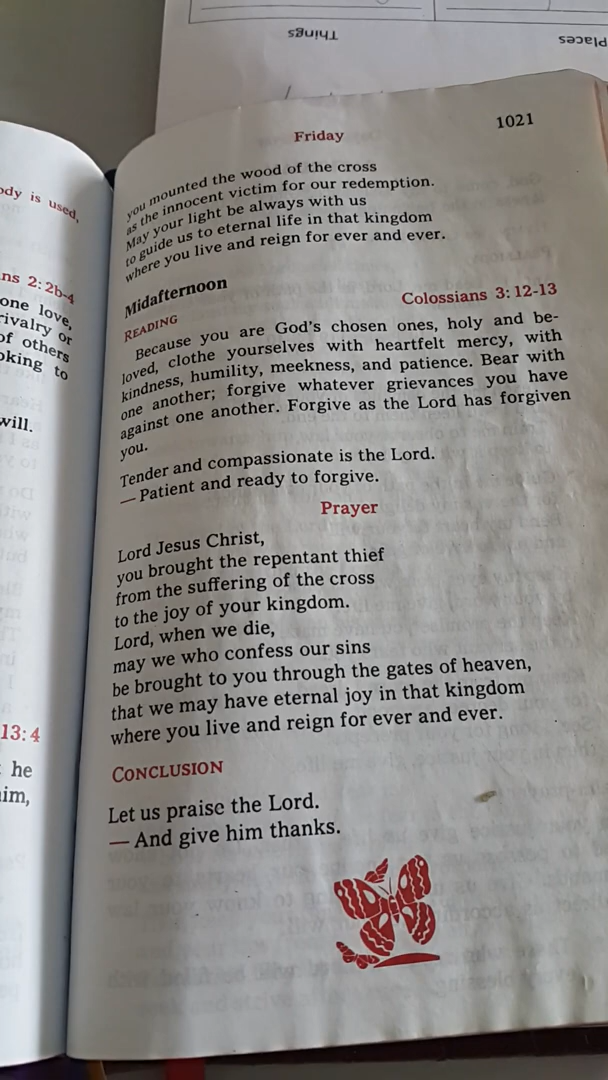 Things
Places
1021
Friday
you mounted the wood of the cross
as the innocent victim for our redemption.
May your light be always with us
to guide us to eternal life in that kingdom
where you live and reign for ever and ever.
Midafternoon
READING
Colossians 3:12-13
Because you are God's chosen ones, holy and be-
loved, clothe yourselves with heartfelt mercy, with
kindness, humility, meekness, and patience. Bear with
one another; forgive whatever grievances you have
against one another. Forgive as the Lord has forgiven
you.
Tender and compassionate is the Lord.
— Patient and ready to forgive.
Prayer
Lord Jesus Christ,
you brought the repentant thief
from the suffering of the cross
to the joy of your kingdom.
Lord, when we die,
may we who confess our sins
be brought to you through the gates of heaven,
that we may have eternal joy in that kingdom
where you live and reign for ever and ever.
CONCLUSION
Let us praise the Lord.
— And give him thanks.
is used,
2:2b-4
one love,
rivalry or
of others
to
will.
13:4
he